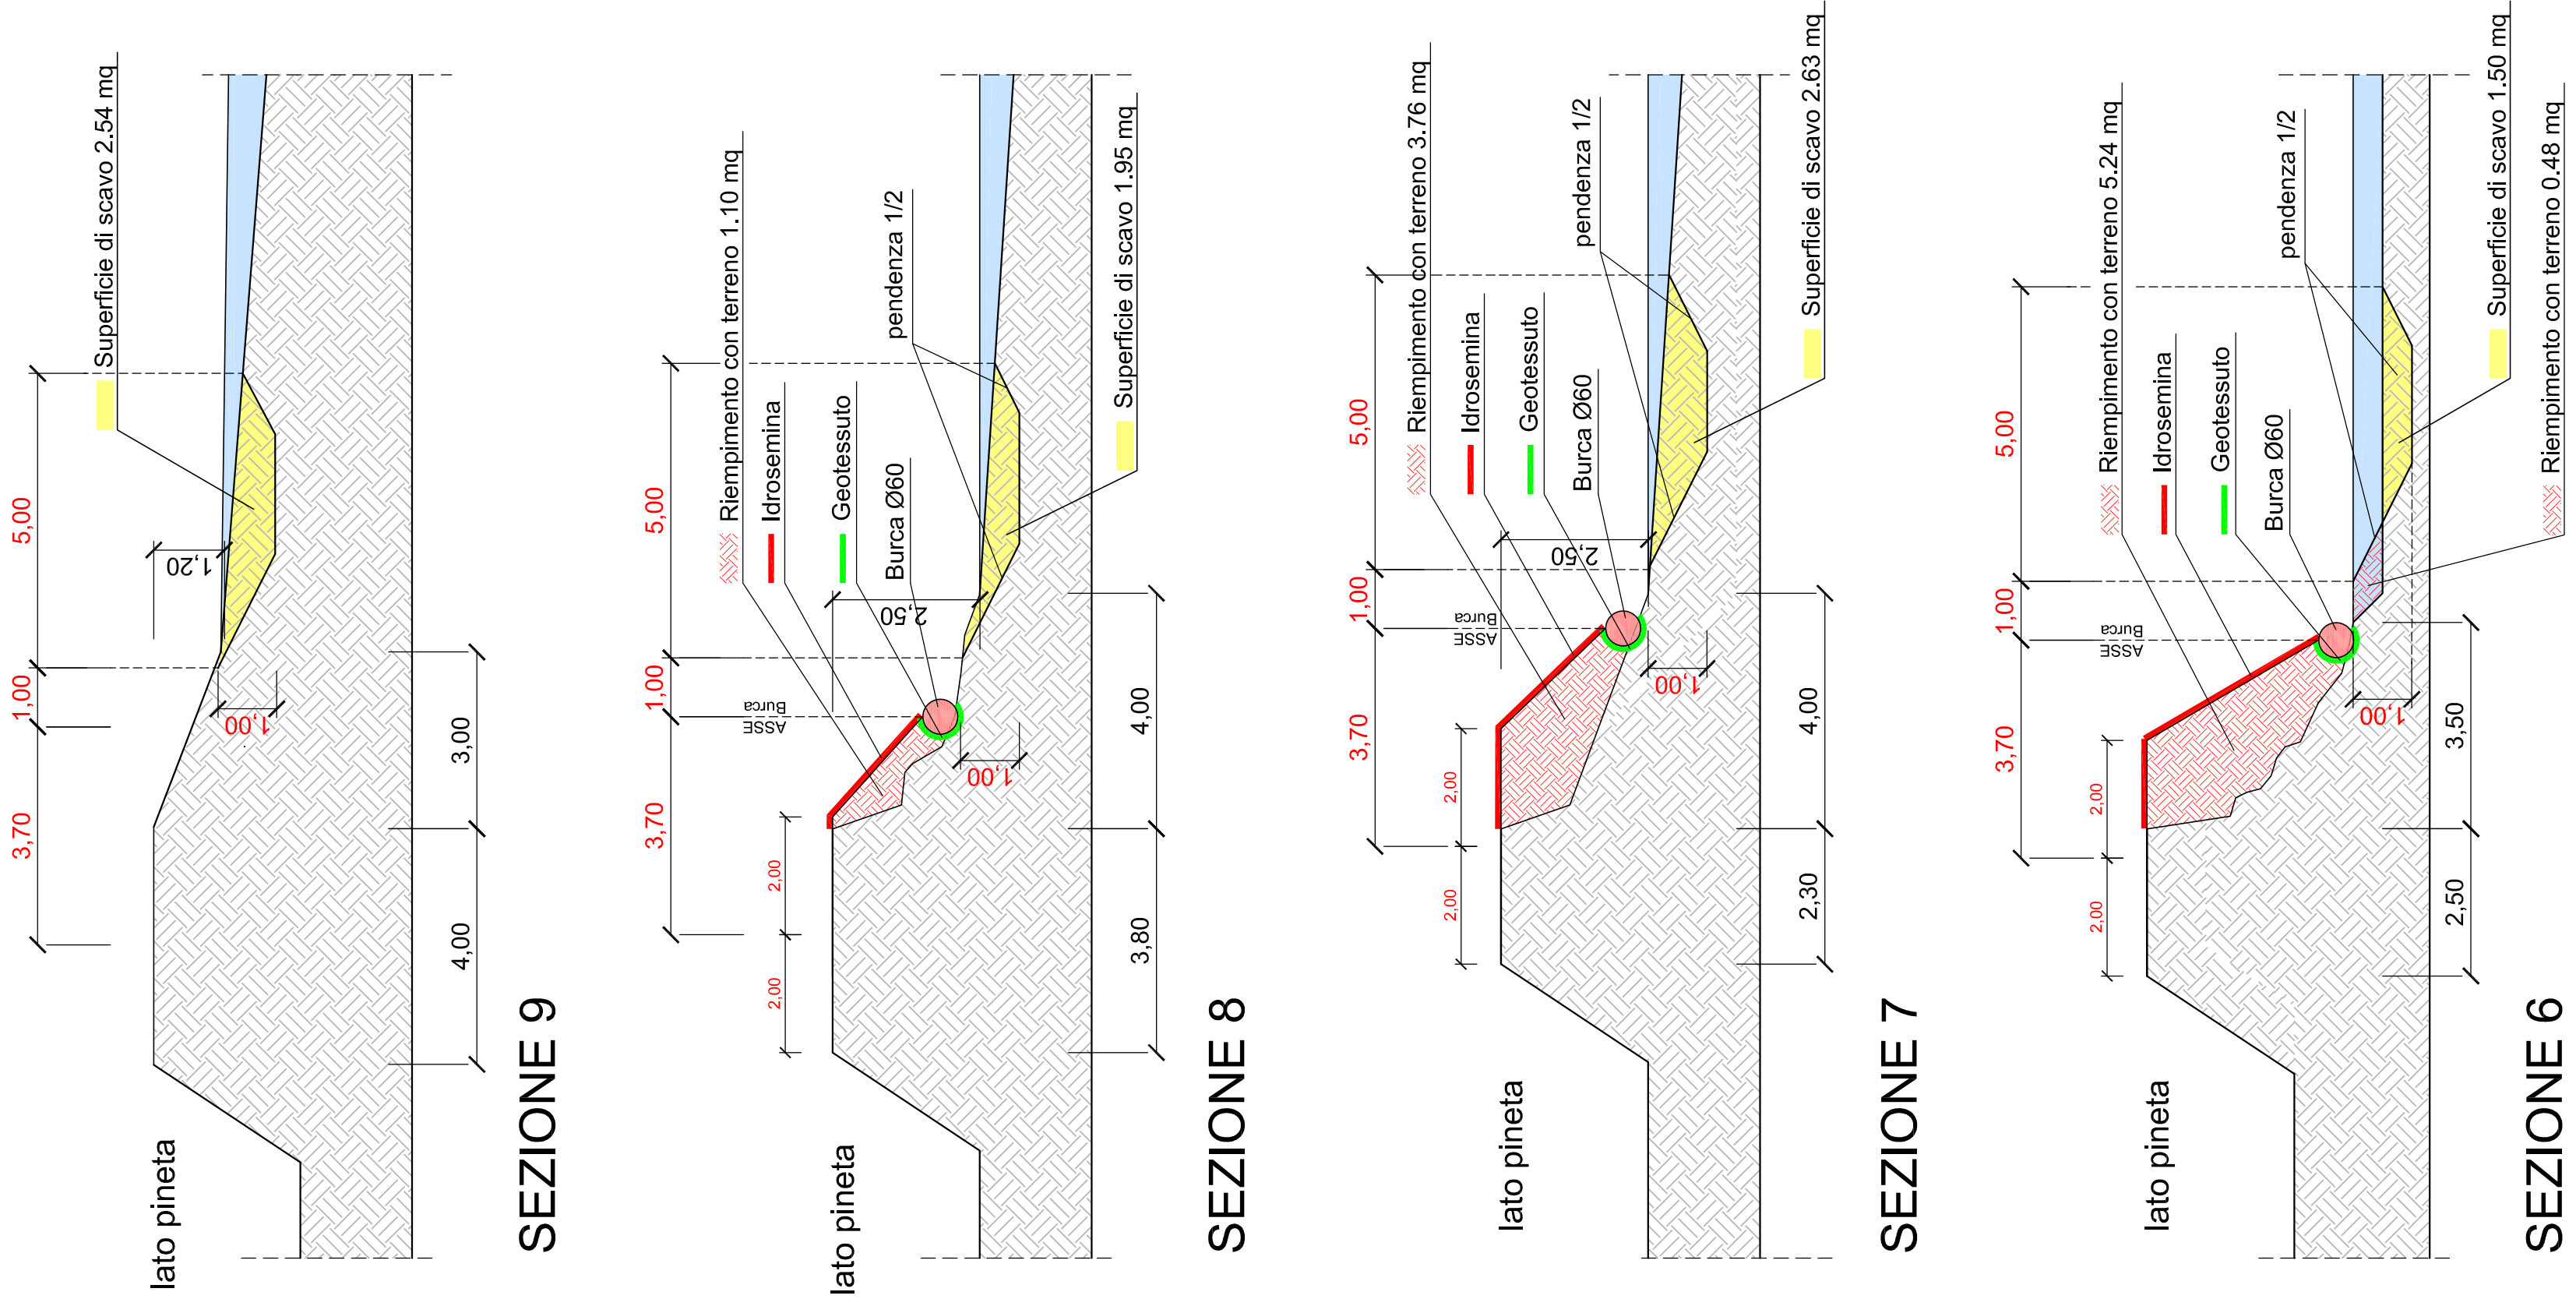 SEZIONE 9
lato pineta
Superficie di scavo 2.54 mq
3,70
1,00
5,00
1,20
1,00
4,00
3,00
SEZIONE 8
lato pineta
Riempimento con terreno 1.10 mq
Idrosemina
Geotessuto
Burca Ø60
pendenza 1/2
Superficie di scavo 1.95 mq
3,70
1,00
5,00
ASSE
Burca
2,00
2,00
2,50
1,00
3,80
4,00
SEZIONE 7
lato pineta
Riempimento con terreno 3.76 mq
Idrosemina
Geotessuto
Burca Ø60
pendenza 1/2
Superficie di scavo 2.63 mq
3,70
1,00
5,00
ASSE
Burca
2,00
2,00
2,50
1,00
2,30
4,00
SEZIONE 6
lato pineta
Riempimento con terreno 5.24 mq
Idrosemina
Geotessuto
Burca Ø60
pendenza 1/2
Superficie di scavo 1.50 mq
Riempimento con terreno 0.48 mq
3,70
1,00
5,00
ASSE
Burca
2,00
2,00
1,00
2,50
3,50